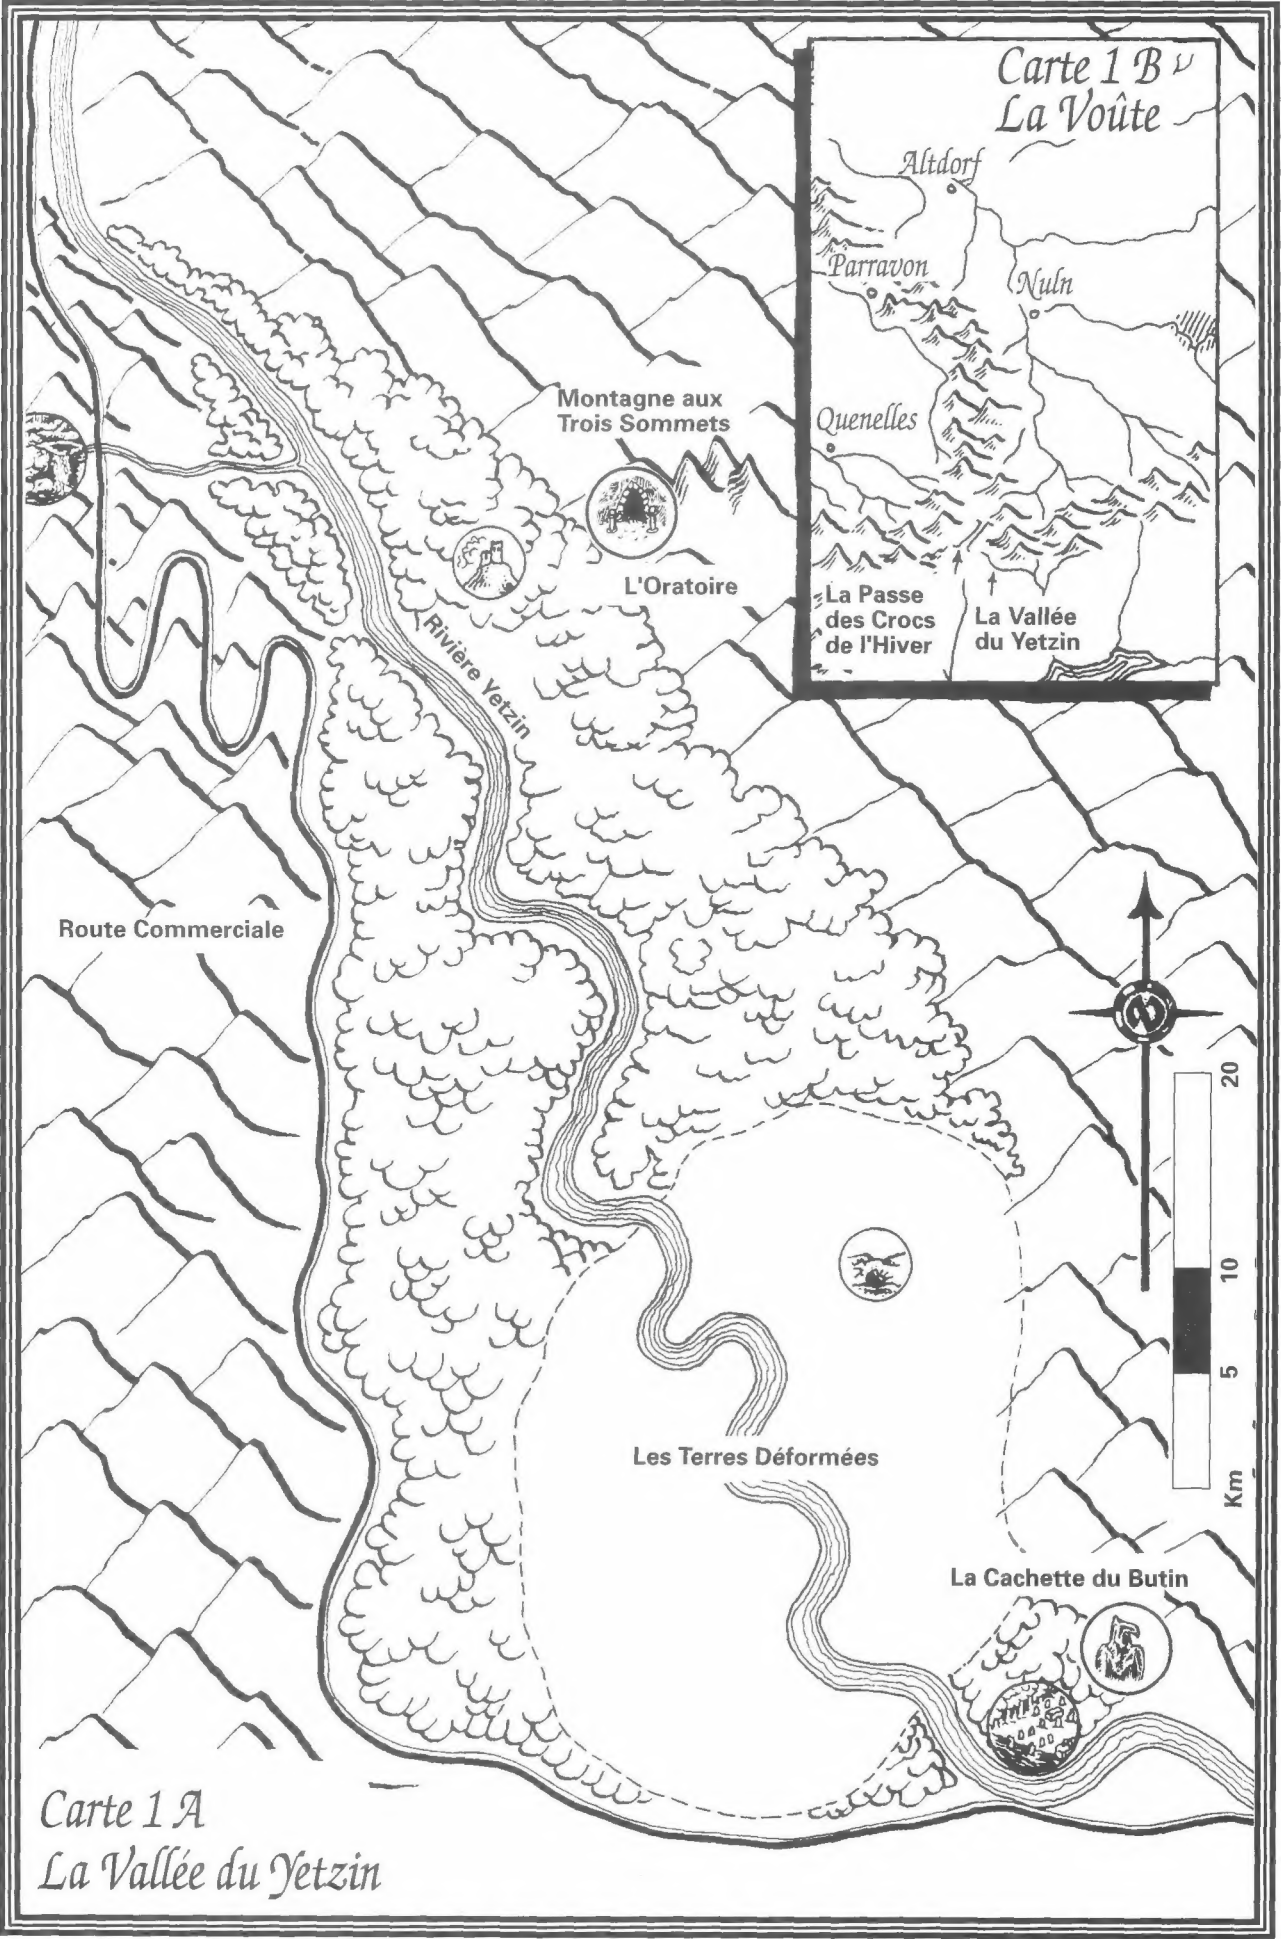 Carte 1 B
La Voûte
Altdorf
Parravon
Nuln
Quenelles
La Passe
des Crocs
de l'Hiver
La Vallée
du Yetzin
Montagne aux
Trois Sommets
L'Oratoire
Rivière Yetzin
Route Commerciale
N
20
10
5
Km
Les Terres Déformées
La Cachette du Butin
Carte 1 A
La Vallée du Yetzin